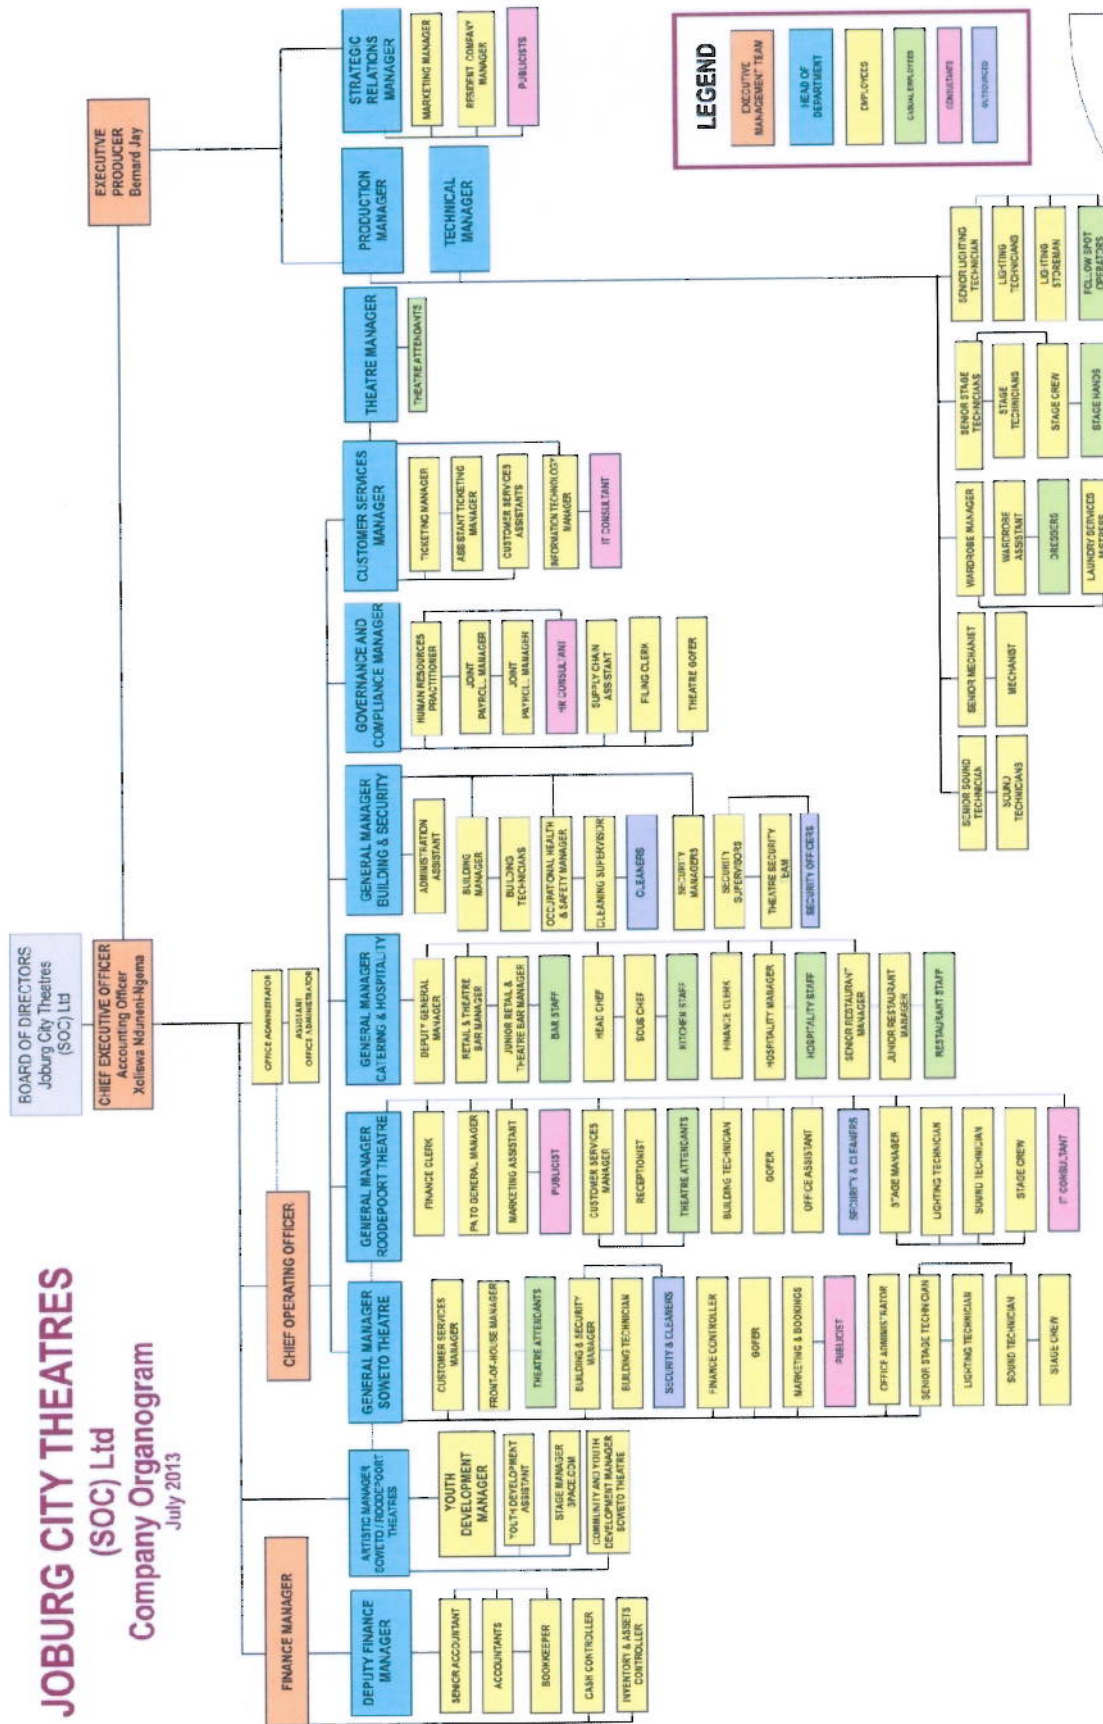 JOBURG CITY THEATRES
(SOC) Ltd
Company Organogram
July 2013
BOARD OF DIRECTORS
Joburg City Theatres
(SOC) Ltd
CHIEF EXECUTIVE OFFICER
Accounting Officer
Xoliswa Nduneni-Ngema
EXECUTIVE
PRODUCER
Bernard Jay
OFFICE ADMINISTRATOR
ASSISTANT
OFFICE ADMINISTRATOR
FINANCE MANAGER
CHIEF OPERATING OFFICER
DEPUTY FINANCE
MANAGER
SENIOR ACCOUNTANT
ACCOUNTANTS
BOOKKEEPER
CASH CONTROLLER
INVENTORY & ASSETS
CONTROLLER
ARTISTIC MANAGER
SOWETO / ROODEPOORT
THEATRES
YOUTH
DEVELOPMENT
MANAGER
YOUTH DEVELOPMENT
ASSISTANT
STAGE MANAGER
SPACE.COM
COMMUNITY AND YOUTH
DEVELOPMENT MANAGER
SOWETO THEATRE
GENERAL MANAGER
SOWETO THEATRE
CUSTOMER SERVICES
MANAGER
FRONT-OF-HOUSE MANAGER
THEATRE ATTENDANTS
BUILDING & SECURITY
MANAGER
BUILDING TECHNICIAN
SECURITY & CLEANERS
FINANCE CONTROLLER
GOFER
MARKETING & BOOKINGS
PUBLICIST
OFFICE ADMINISTRATOR
SENIOR STAGE TECHNICIAN
LIGHTING TECHNICIAN
SOUND TECHNICIAN
STAGE CREW
GENERAL MANAGER
ROODEPOORT THEATRE
FINANCE CLERK
PA TO GENERAL MANAGER
MARKETING ASSISTANT
PUBLICIST
CUSTOMER SERVICES
MANAGER
RECEPTIONIST
THEATRE ATTENDANTS
BUILDING TECHNICIAN
GOFER
OFFICE ASSISTANT
SECURITY & CLEANERS
STAGE MANAGER
LIGHTING TECHNICIAN
SOUND TECHNICIAN
STAGE CREW
IT CONSULTANT
GENERAL MANAGER
CATERING & HOSPITALITY
DEPUTY GENERAL
MANAGER
RETAIL & THEATRE
BAR MANAGER
JUNIOR RETAIL &
THEATRE BAR MANAGER
BAR STAFF
HEAD CHEF
SOUS CHEF
KITCHEN STAFF
FINANCE CLERK
HOSPITALITY MANAGER
HOSPITALITY STAFF
SENIOR RESTAURANT
MANAGER
JUNIOR RESTAURANT
MANAGER
RESTAURANT STAFF
GENERAL MANAGER
BUILDING & SECURITY
ADMINISTRATION
ASSISTANT
BUILDING
MANAGER
BUILDING
TECHNICIANS
OCCUPATIONAL HEALTH
& SAFETY MANAGER
CLEANING SUPERVISOR
CLEANERS
SECURITY
MANAGERS
SECURITY
SUPERVISORS
THEATRE SECURITY
TEAM
SECURITY OFFICERS
GOVERNANCE AND
COMPLIANCE MANAGER
HUMAN RESOURCES
PRACTITIONER
JOINT
PAYROLL MANAGER
JOINT
PAYROLL MANAGER
HR CONSULTANT
SUPPLY CHAIN
ASSISTANT
FILING CLERK
THEATRE GOFER
CUSTOMER SERVICES
MANAGER
TICKETING MANAGER
ASSISTANT TICKETING
MANAGER
CUSTOMER SERVICES
ASSISTANTS
INFORMATION TECHNOLOGY
MANAGER
IT CONSULTANT
THEATRE MANAGER
THEATRE ATTENDANTS
PRODUCTION
MANAGER
TECHNICAL
MANAGER
STRATEGIC
RELATIONS
MANAGER
MARKETING MANAGER
RESIDENT COMPANY
MANAGER
PUBLICISTS
SENIOR SOUND
TECHNICIAN
SOUND
TECHNICIANS
SENIOR MECHANIST
MECHANIST
WARDROBE MANAGER
WARDROBE
ASSISTANT
DRESSERS
LAUNDRY SERVICES
SENIOR STAGE
TECHNICIANS
STAGE
TECHNICIANS
STAGE CREW
STAGE HANDS
SENIOR LIGHTING
TECHNICIAN
LIGHTING
TECHNICIANS
LIGHTING
STOREMAN
FOLLOW SPOT
OPERATORS
LEGEND
EXECUTIVE
MANAGEMENT TEAM
HEAD OF
DEPARTMENT
EMPLOYEES
CASUAL EMPLOYEES
CONSULTANTS
OUTSOURCED